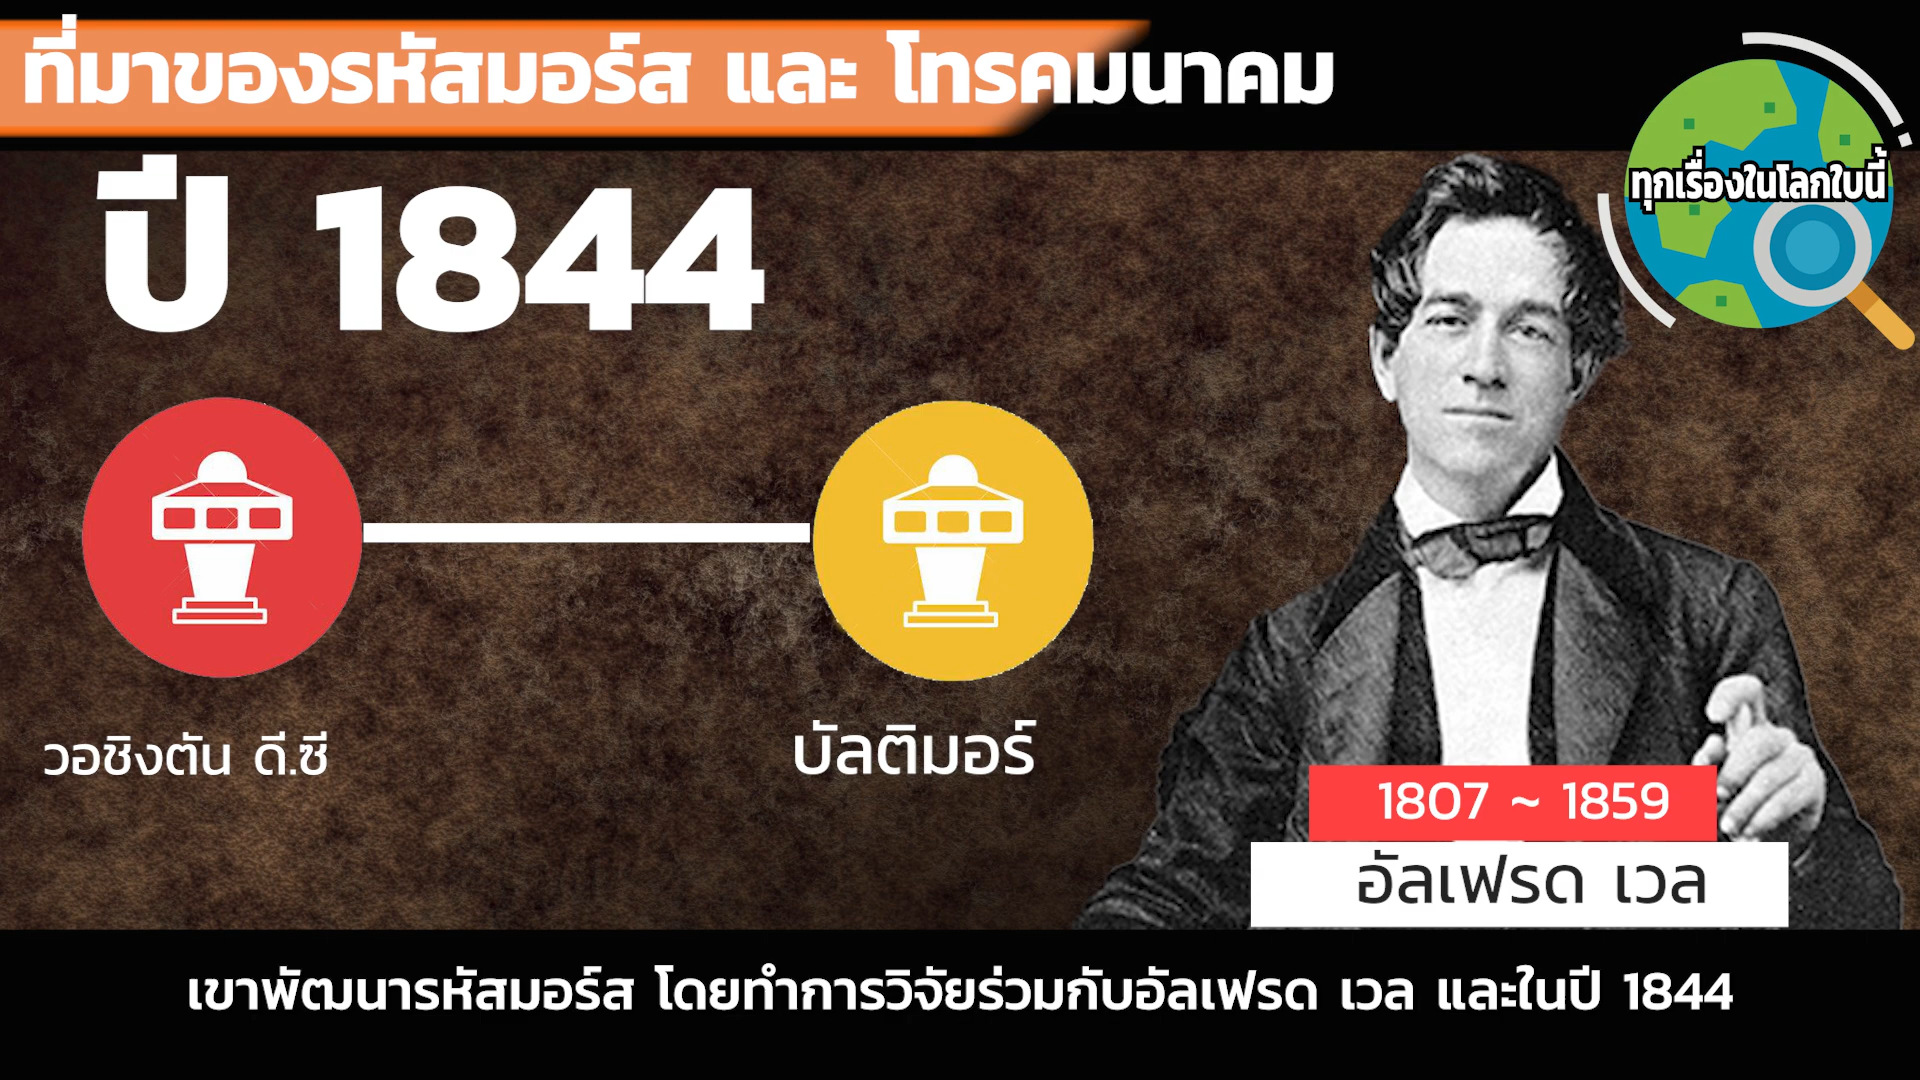 ที่มาของรหัสมอร์ส และ โทรคมนาคม
ทุกเรื่องในโลกใบนี้
ปี 1844
วอชิงตัน ดี.ซี
บัลติมอร์
1807 ~ 1859
อัลเฟรด เวล
เขาพัฒนารหัสมอร์ส โดยทำการวิจัยร่วมกับอัลเฟรด เวล และในปี 1844